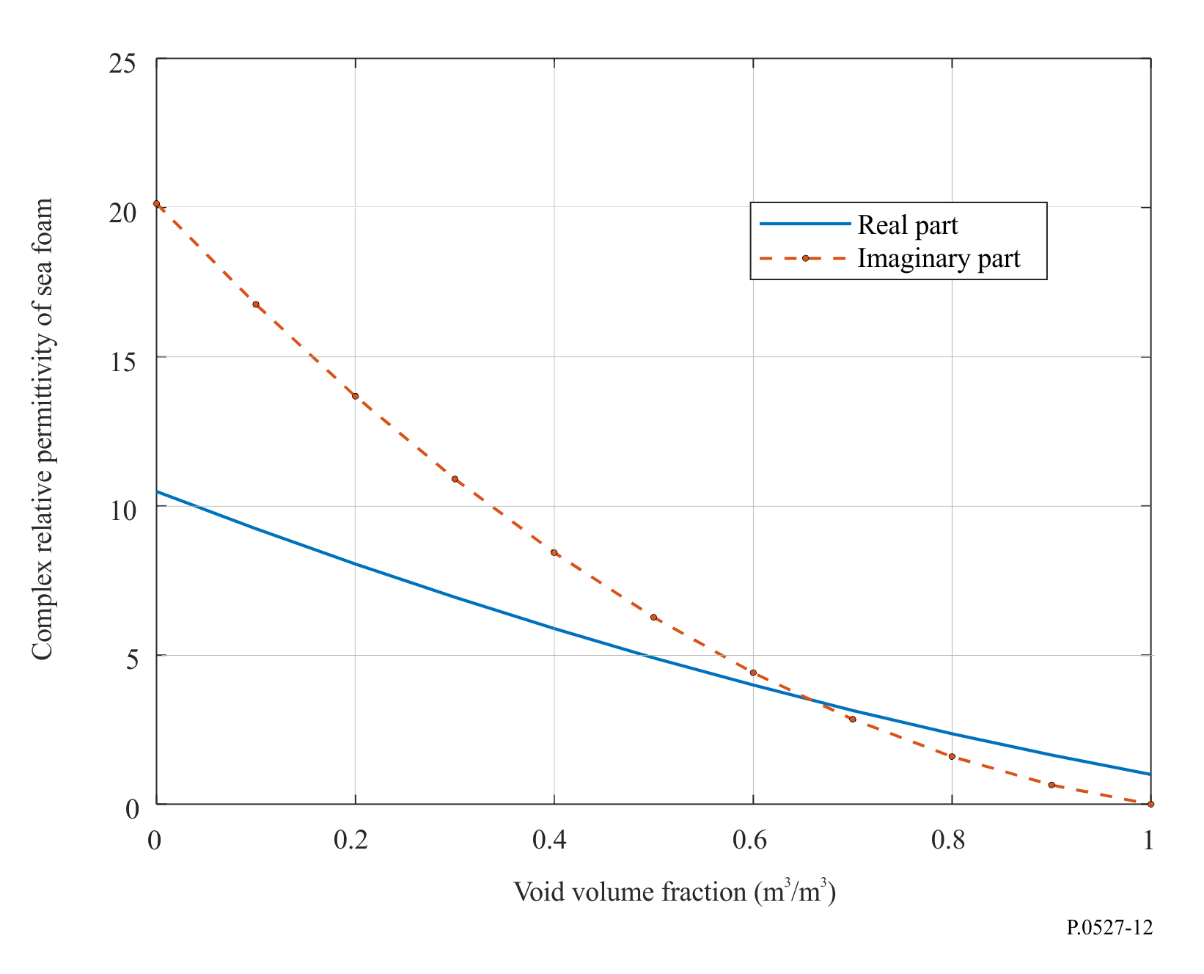 25
20
15
10
5
0
Complex relative permittivity of sea foam
Real part
Imaginary part
0 0.2 0.4 0.6 0.8 1
Void volume fraction (m³/m³)
P.0527-12